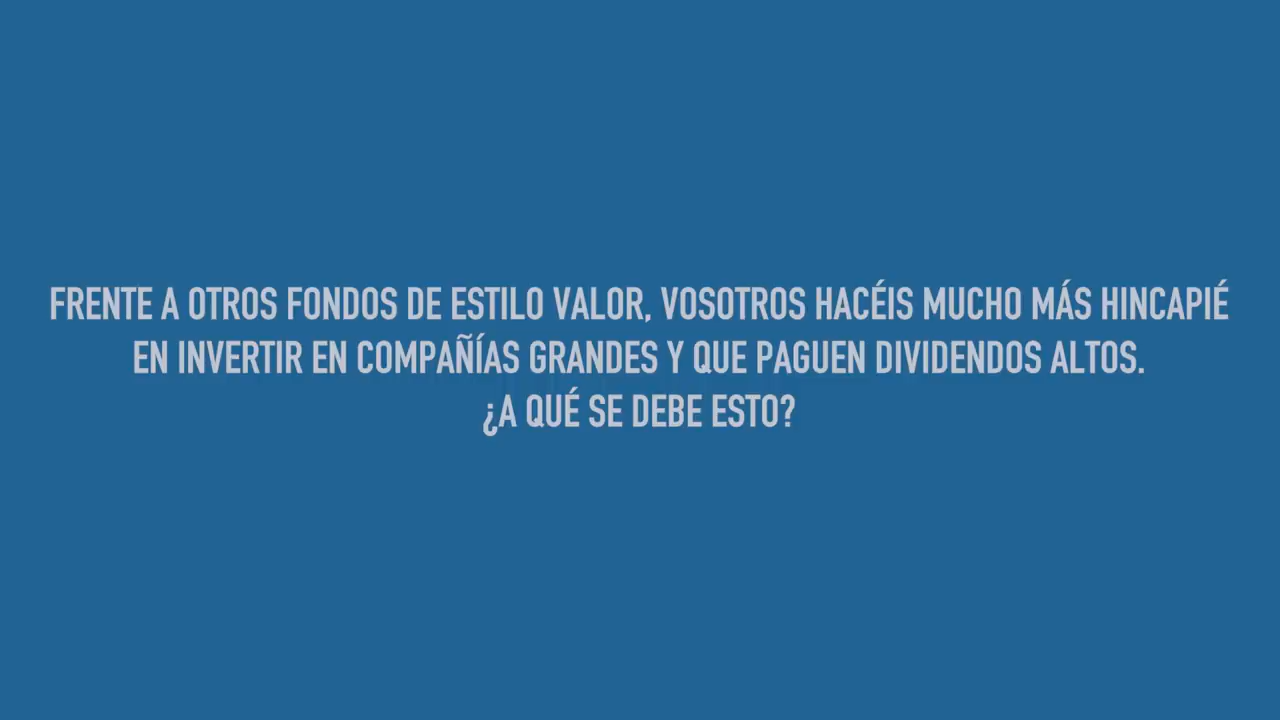 FRENTE A OTROS FONDOS DE ESTILO VALOR, VOSOTROS HACÉIS MUCHO MÁS HINCAPIÉ
EN INVERTIR EN COMPAÑÍAS GRANDES Y QUE PAGUEN DIVIDENDOS ALTOS.
¿A QUÉ SE DEBE ESTO?